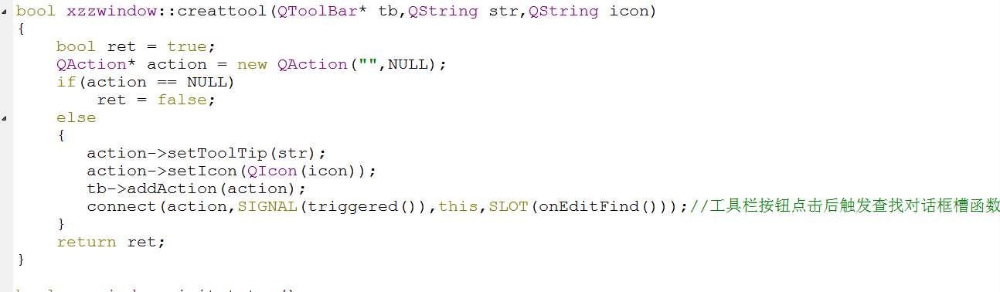 bool xzzwindow::creattool(QToolBar* tb,QString str,QString icon)
{
    bool ret = true;
    QAction* action = new QAction("",NULL);
    if(action == NULL)
        ret = false;
    else
    {
       action->setToolTip(str);
       action->setIcon(QIcon(icon));
       tb->addAction(action);
       connect(action,SIGNAL(triggered()),this,SLOT(onEditFind()));//工具栏按钮点击后触发查找对话框槽函数
    }
    return ret;
}